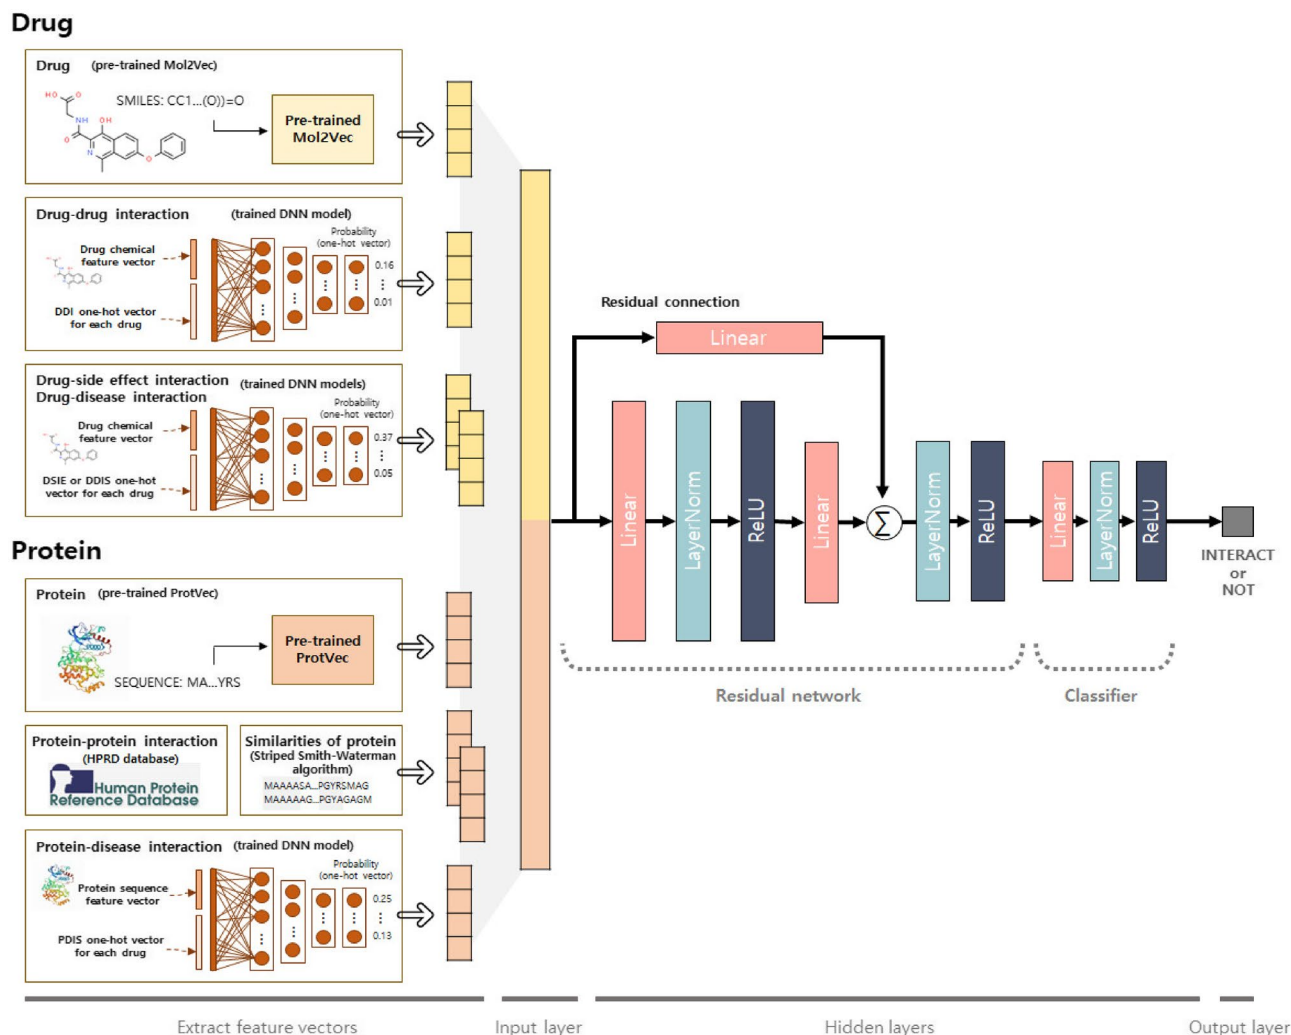 Drug
Drug (pre-trained Mol2Vec)
SMILES: CC1...(O))=O
HO
O
NH
OH
O
N
O
Pre-trained
Mol2Vec
Drug-drug interaction (trained DNN model)
Probability
(one-hot vector)
Drug chemical
feature vector
0.16
0.01
DDI one-hot vector
for each drug
Drug-side effect interaction (trained DNN models)
Drug-disease interaction
Probability
(one-hot vector)
Drug chemical
feature vector
0.37
0.05
DSIE or DDIS one-hot
vector for each drug
Protein
Protein (pre-trained ProtVec)
Pre-trained
ProtVec
SEQUENCE: MA...YRS
Protein-protein interaction
(HPRD database)
Human Protein
Reference Database
Similarities of protein
(Striped Smith-Waterman
algorithm)
MAAAASA...PGYRSMAG
MAAAAAG...PGYAGAGM
Protein-disease interaction (trained DNN model)
Probability
(one-hot vector)
Protein sequence
feature vector
0.25
0.13
PDIS one-hot vector
for each drug
Residual connection
Linear
Linear
LayerNorm
ReLU
Linear
∑
LayerNorm
ReLU
Linear
LayerNorm
ReLU
INTERACT
or
NOT
Residual network
Classifier
Extract feature vectors
Input layer
Hidden layers
Output layer